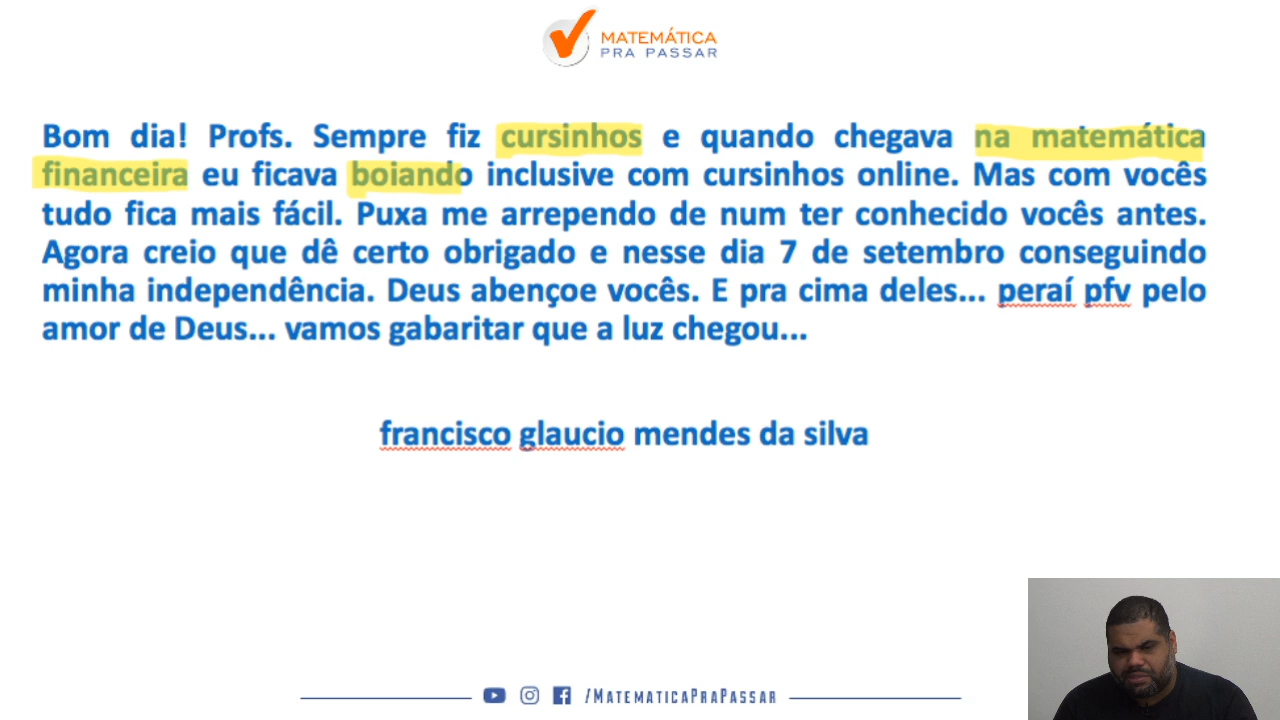 MATEMÁTICA
PRA PASSAR
Bom dia! Profs. Sempre fiz cursinhos e quando chegava na matemática
financeira eu ficava boiando inclusive com cursinhos online. Mas com vocês
tudo fica mais fácil. Puxa me arrependo de num ter conhecido vocês antes.
Agora creio que dê certo obrigado e nesse dia 7 de setembro conseguindo
minha independência. Deus abençoe vocês. E pra cima deles... peraí pfv pelo
amor de Deus... vamos gabaritar que a luz chegou...
francisco glaucio mendes da silva
/MATEMATICAPRAPASSAR